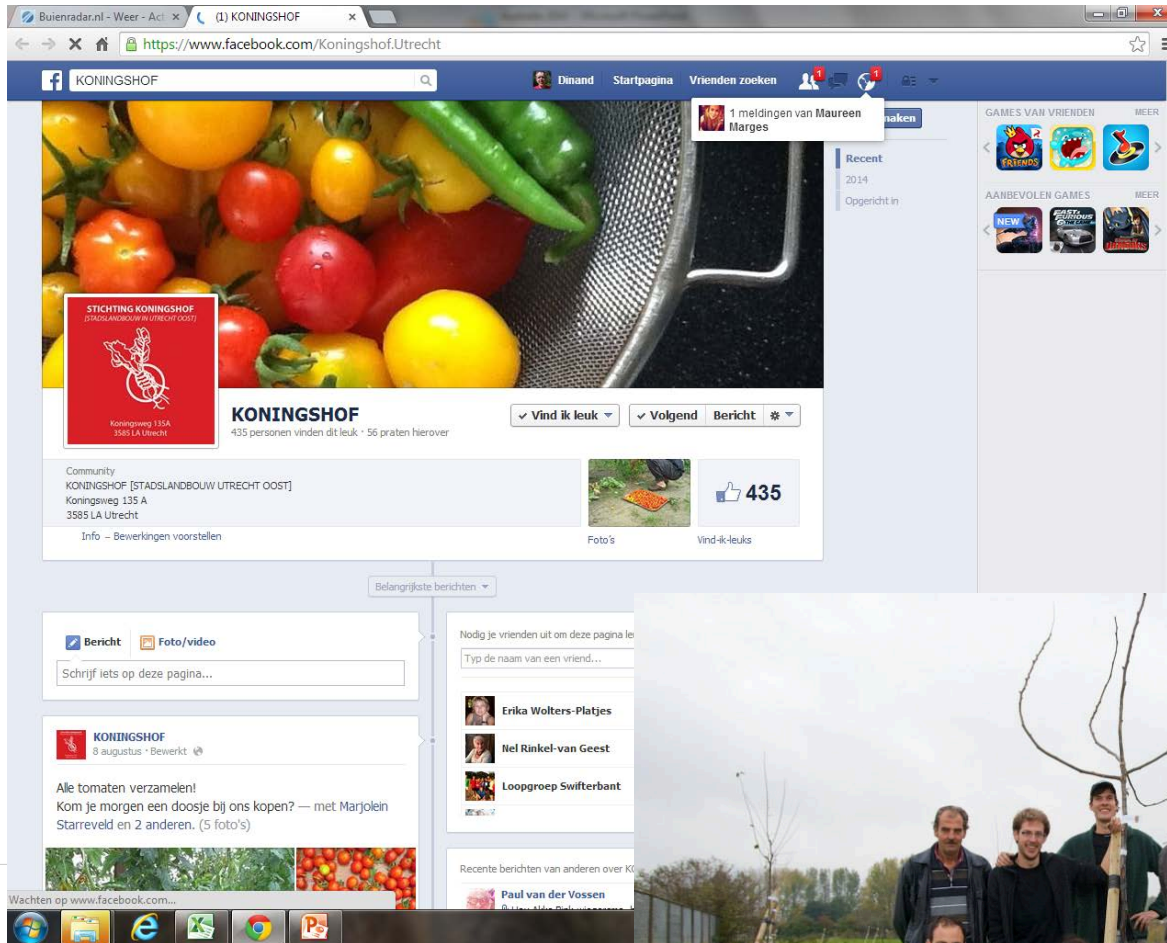 Buienradar.nl - Weer - Act
(1) KONINGSHOF
https://www.facebook.com/Koningshof.Utrecht
KONINGSHOF
Dinand
Startpagina
Vrienden zoeken
1
1
1 meldingen van Maureen
Marges
maken
Recent
2014
Opgericht in
GAMES VAN VRIENDEN
MEER
FRIENDS
AANBEVOLEN GAMES
MEER
NEW
STICHTING KONINGSHOF
[STADSLANDBOUW IN UTRECHT OOST]
Koningsweg 135A
3585 LA Utrecht
KONINGSHOF
435 personen vinden dit leuk · 56 praten hierover
Vind ik leuk
Volgend
Bericht
Community
KONINGSHOF [STADSLANDBOUW UTRECHT OOST]
Koningsweg 135 A
3585 LA Utrecht
Info – Bewerkingen voorstellen
435
Foto's
Vind-ik-leuks
Belangrijkste berichten
Bericht
Foto/video
Schrijf iets op deze pagina...
KONINGSHOF
8 augustus · Bewerkt
Alle tomaten verzamelen!
Kom je morgen een doosje bij ons kopen? — met Marjolein
Starreveld en 2 anderen. (5 foto's)
Nodig je vrienden uit om deze pagina
Typ de naam van een vriend...
Erika Wolters-Platjes
Nel Rinkel-van Geest
Loopgroep Swifterbant
Recente berichten van anderen over
Paul van der Vossen
Wachten op www.facebook.com...